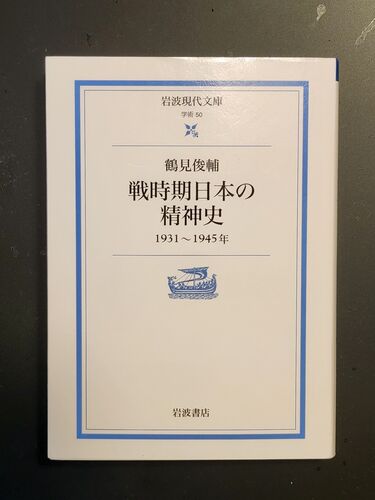 岩波現代文庫
学術 50
鶴見俊輔
戦時期日本の
精神史
1931〜1945年
岩波書店